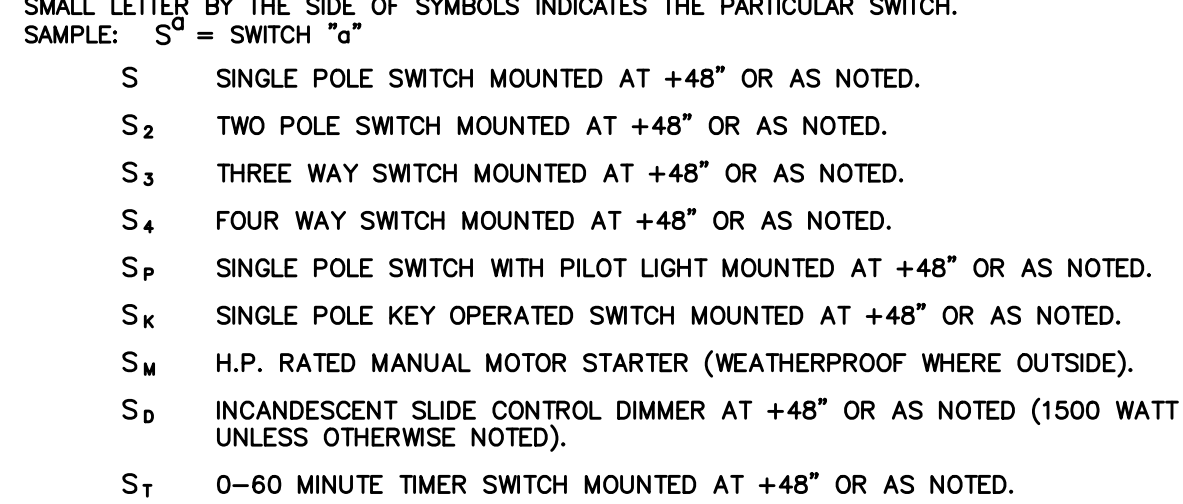 SMALL LETTER BY THE SIDE OF SYMBOLS INDICATES THE PARTICULAR SWITCH.
SAMPLE: Sa = SWITCH "a"
S SINGLE POLE SWITCH MOUNTED AT +48" OR AS NOTED.
S2 TWO POLE SWITCH MOUNTED AT +48" OR AS NOTED.
S3 THREE WAY SWITCH MOUNTED AT +48" OR AS NOTED.
S4 FOUR WAY SWITCH MOUNTED AT +48" OR AS NOTED.
SP SINGLE POLE SWITCH WITH PILOT LIGHT MOUNTED AT +48" OR AS NOTED.
SK SINGLE POLE KEY OPERATED SWITCH MOUNTED AT +48" OR AS NOTED.
SM H.P. RATED MANUAL MOTOR STARTER (WEATHERPROOF WHERE OUTSIDE).
SD INCANDESCENT SLIDE CONTROL DIMMER AT +48" OR AS NOTED (1500 WATT
UNLESS OTHERWISE NOTED).
ST 0-60 MINUTE TIMER SWITCH MOUNTED AT +48" OR AS NOTED.